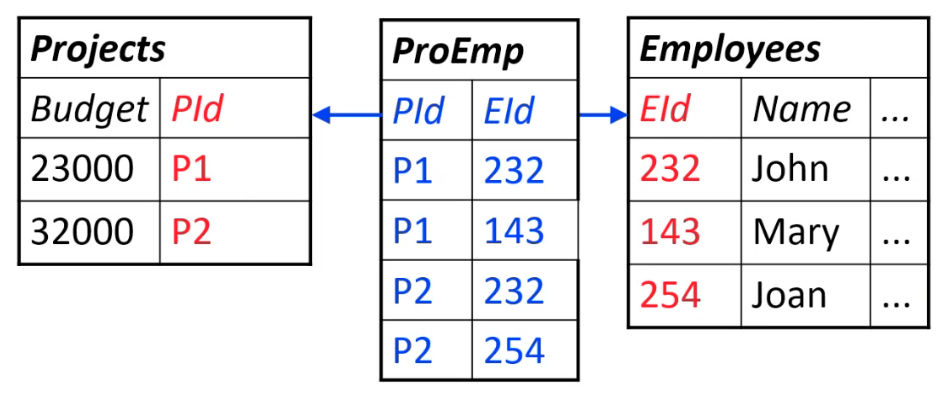 Projects
Budget PId
23000 P1
32000 P2
ProEmp
PId EId
P1 232
P1 143
P2 232
P2 254
Employees
EId Name ...
232 John ...
143 Mary ...
254 Joan ...